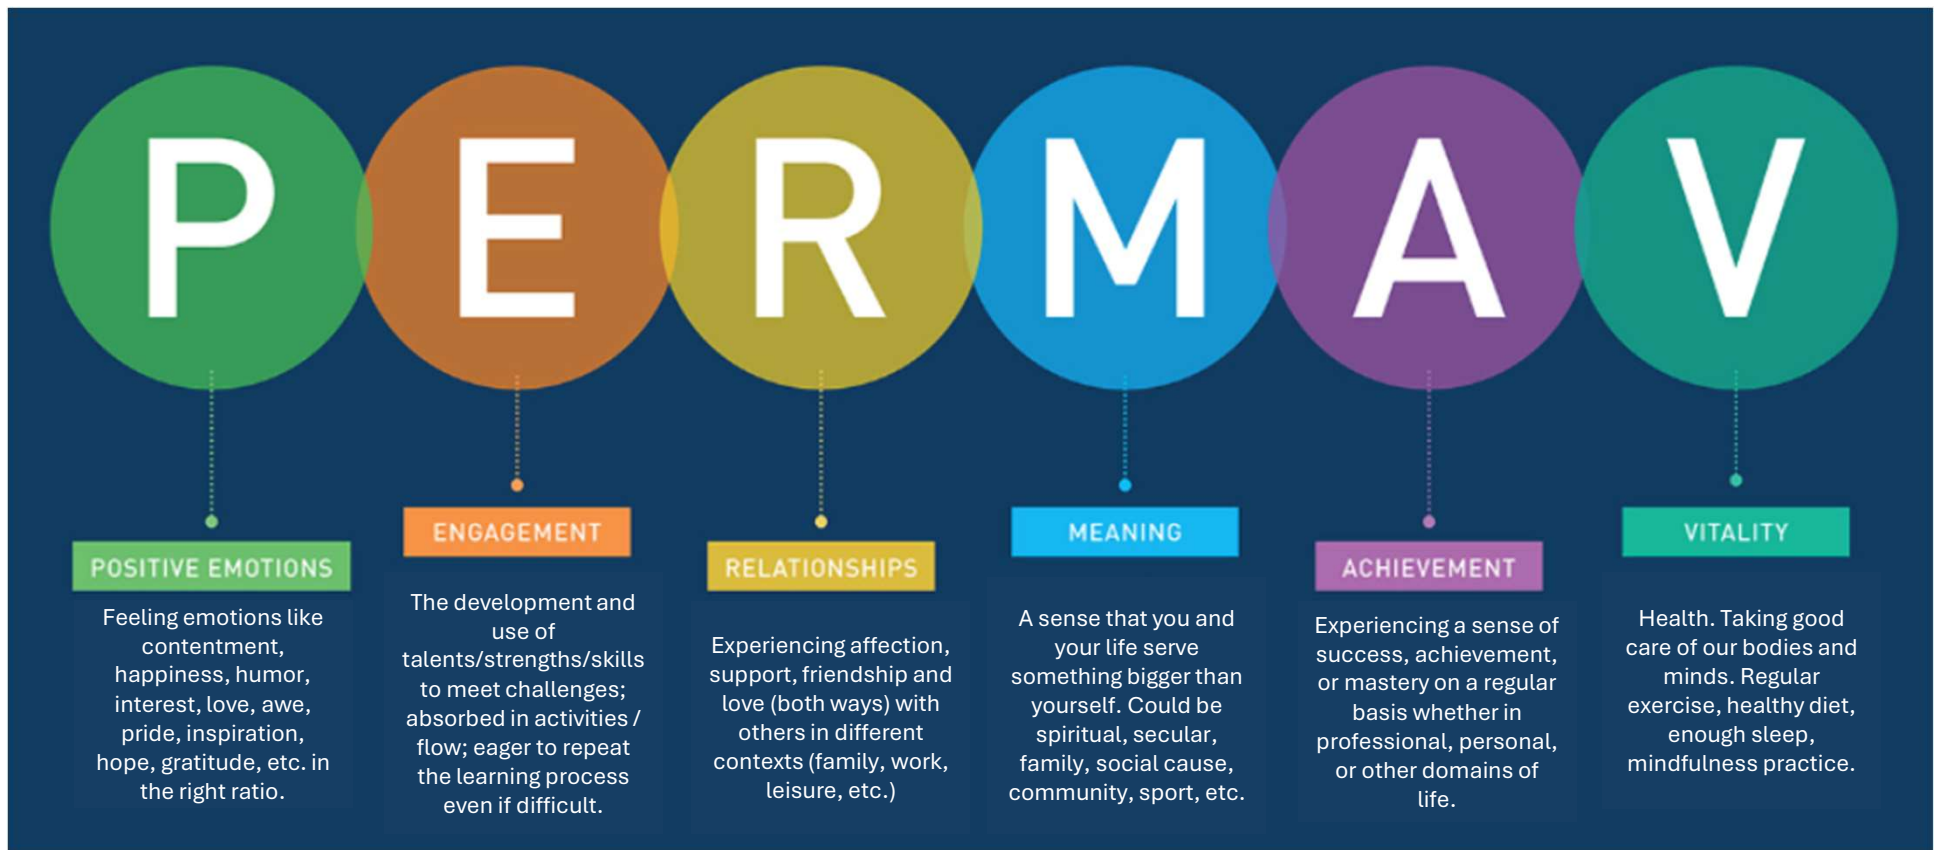 P
E
R
M
A
V
POSITIVE EMOTIONS
Feeling emotions like
contentment,
happiness, humor,
interest, love, awe,
pride, inspiration,
hope, gratitude, etc. in
the right ratio.
ENGAGEMENT
The development and
use of
talents/strengths/skills
to meet challenges;
absorbed in activities /
flow; eager to repeat
the learning process
even if difficult.
RELATIONSHIPS
Experiencing affection,
support, friendship and
love (both ways) with
others in different
contexts (family, work,
leisure, etc.)
MEANING
A sense that you and
your life serve
something bigger than
yourself. Could be
spiritual, secular,
family, social cause,
community, sport, etc.
ACHIEVEMENT
Experiencing a sense of
success, achievement,
or mastery on a regular
basis whether in
professional, personal,
or other domains of
life.
VITALITY
Health. Taking good
care of our bodies and
minds. Regular
exercise, healthy diet,
enough sleep,
mindfulness practice.